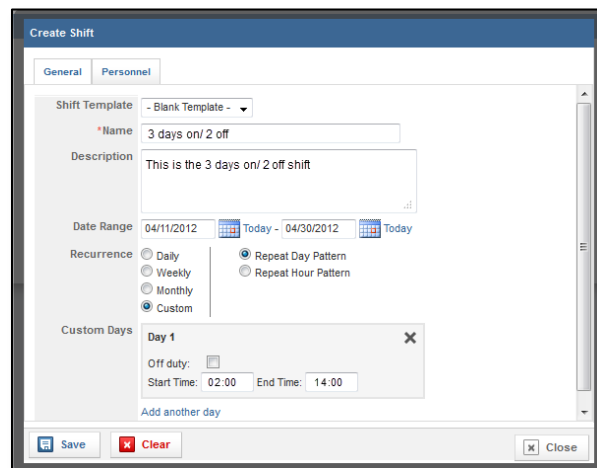 Create Shift
General Personnel
Shift Template - Blank Template -
*Name 3 days on/ 2 off
Description This is the 3 days on/ 2 off shift
Date Range 04/11/2012 Today - 04/30/2012 Today
Recurrence Daily Repeat Day Pattern
Weekly Repeat Hour Pattern
Monthly
Custom
Custom Days Day 1
Off duty:
Start Time: 02:00 End Time: 14:00
Add another day
Save Clear Close